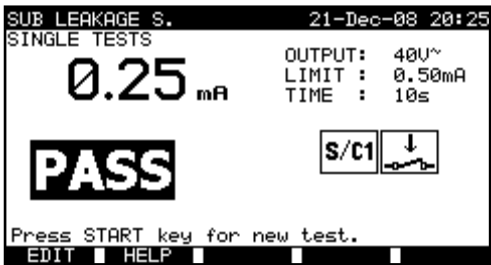 SUB LEAKAGE S. 21-Dec-08 20:25
SINGLE TESTS
0.25 mA
OUTPUT: 40V~
LIMIT : 0.50mA
TIME : 10s
PASS
S/C1
Press START key for new test.
EDIT HELP